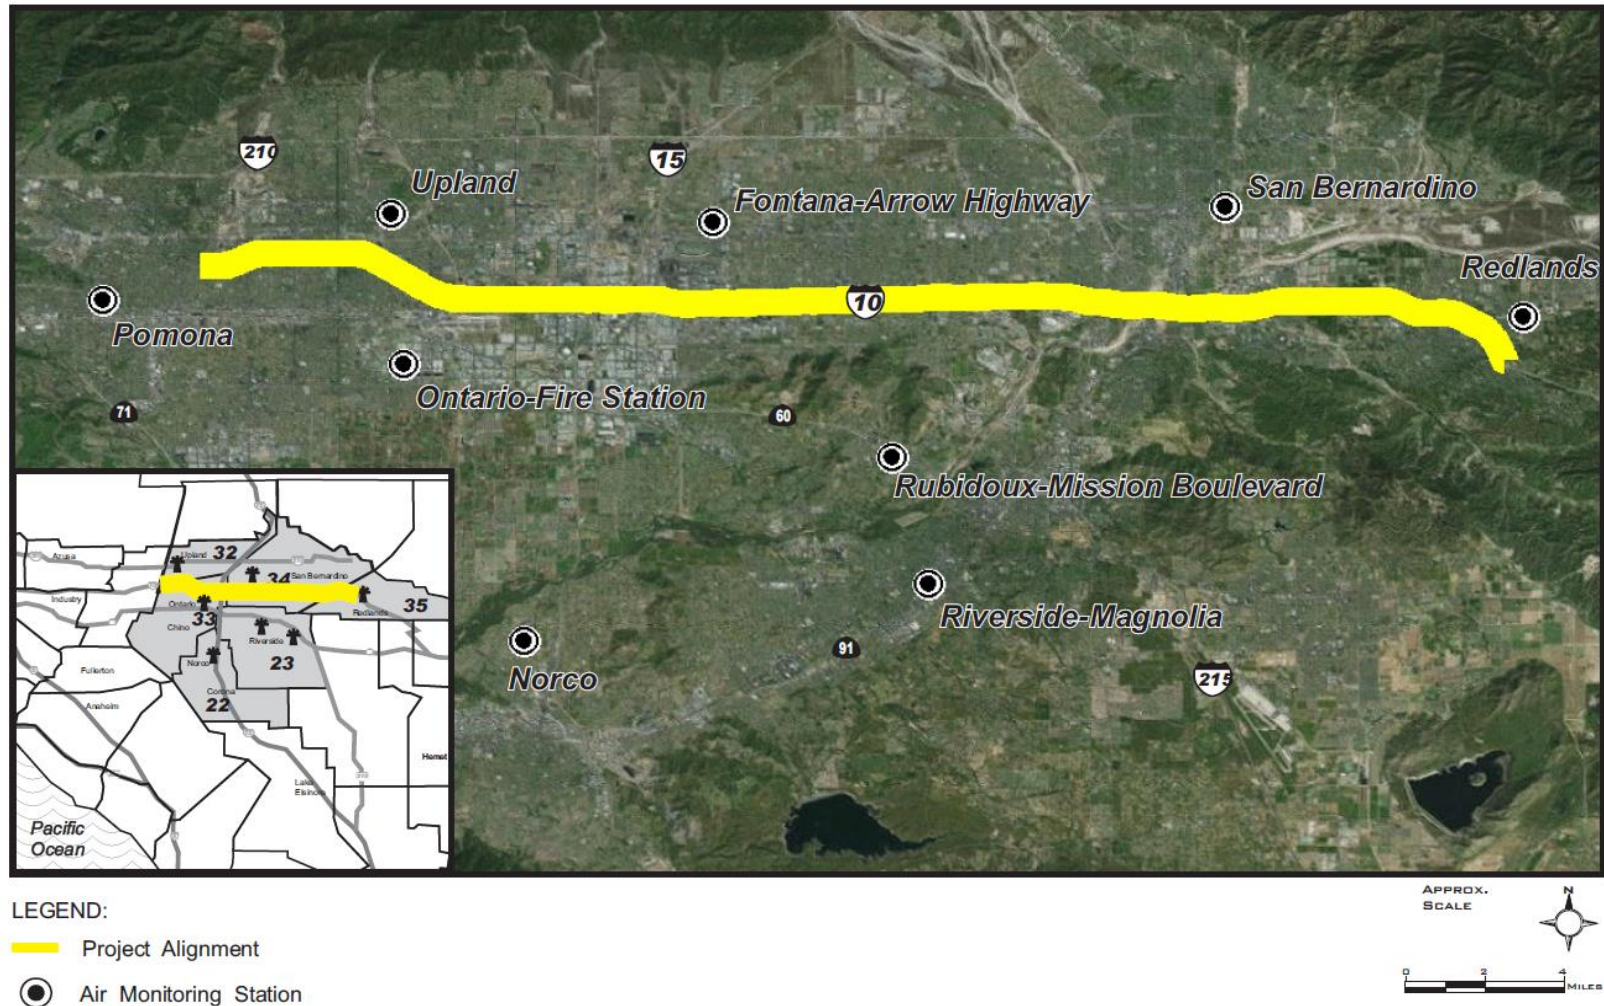 210
15
Upland
Fontana-Arrow Highway
San Bernardino
Redlands
10
Pomona
Ontario-Fire Station
71
60
Rubidoux-Mission Boulevard
Riverside-Magnolia
Norco
91
215
Azusa
Upland
32
34
San Bernardino
Industry
Ontario
33
Redlands
35
Chino
Riverside
Norco
23
Fullerton
Corona
22
Anaheim
Hemet
Lake
Elsinore
Pacific
Ocean
APPROX.
SCALE
N
0 2 4
MILES
LEGEND:
Project Alignment
Air Monitoring Station